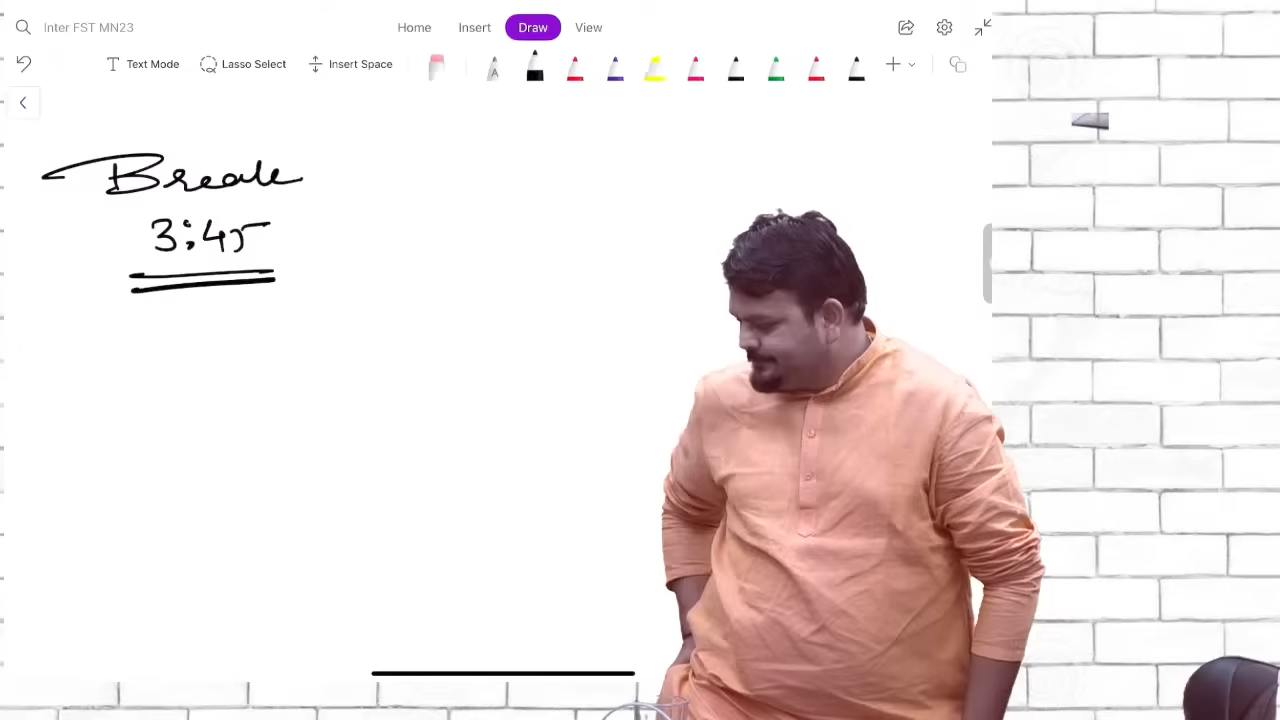 Inter FST MN23 Home Insert Draw View
Text Mode Lasso Select Insert Space
Break
3:45